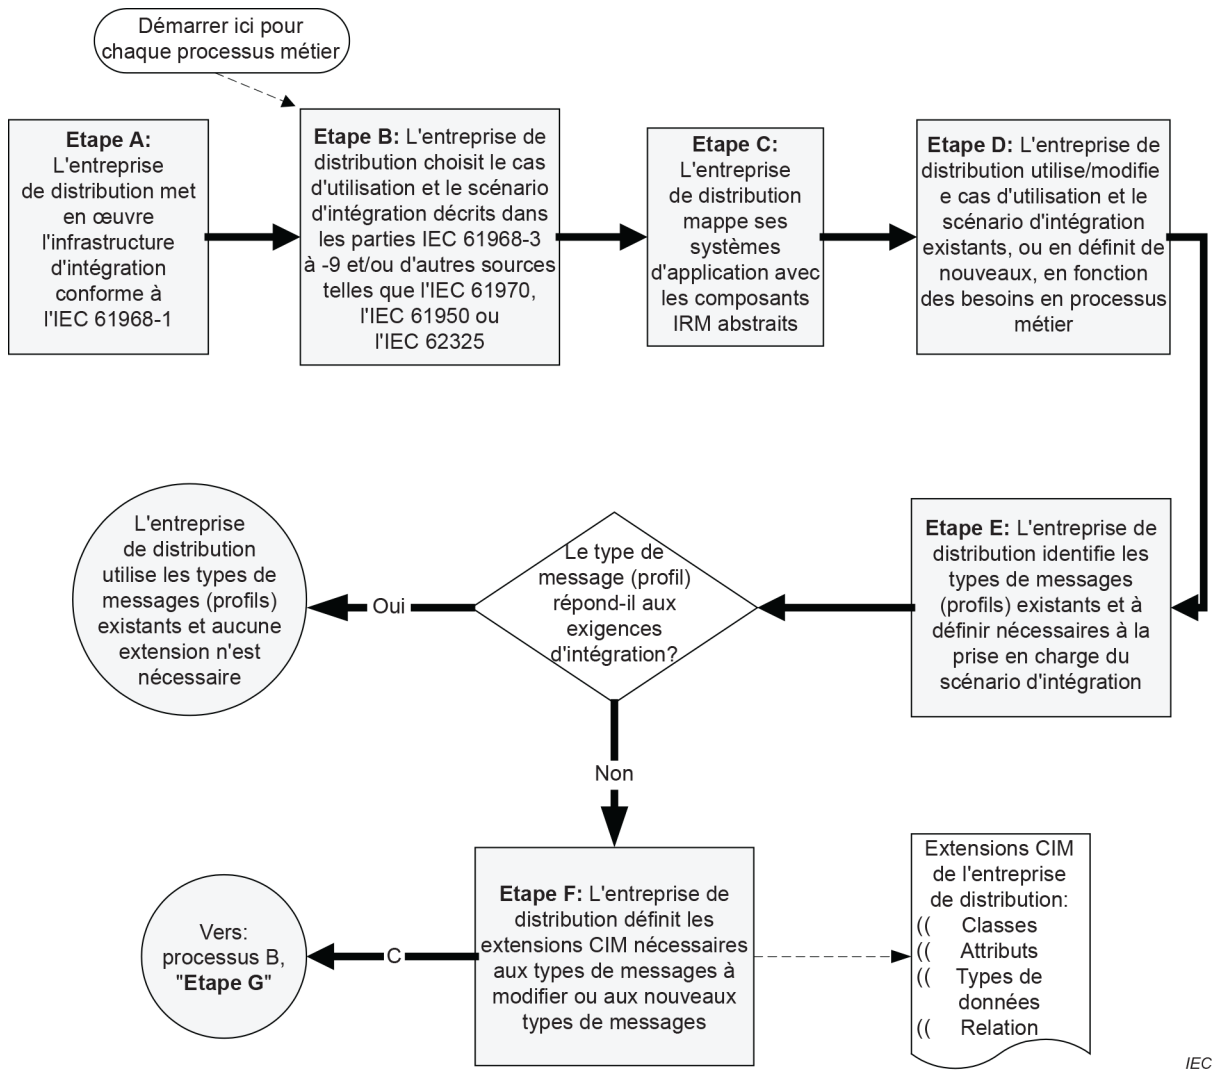 Démarrer ici pour
chaque processus métier
Etape A:
L'entreprise
de distribution met
en œuvre
l'infrastructure
d'intégration
conforme à
l'IEC 61968-1
Etape B: L'entreprise de
distribution choisit le cas
d'utilisation et le scénario
d'intégration décrits dans
les parties IEC 61968-3
à -9 et/ou d'autres sources
telles que l'IEC 61970,
l'IEC 61950 ou
l'IEC 62325
Etape C:
L'entreprise
de distribution
mappe ses
systèmes
d'application avec
les composants
IRM abstraits
Etape D: L'entreprise de
distribution utilise/modifie
e cas d'utilisation et le
scénario d'intégration
existants, ou en définit de
nouveaux, en fonction
des besoins en processus
métier
L'entreprise
de distribution
utilise les types de
messages (profils)
existants et aucune
extension n'est
nécessaire
Oui
Le type de
message (profil)
répond-il aux
exigences
d'intégration?
Etape E: L'entreprise de
distribution identifie les
types de messages
(profils) existants et à
définir nécessaires à la
prise en charge du
scénario d'intégration
Non
Vers:
processus B,
"Etape G"
C
Etape F: L'entreprise de
distribution définit les
extensions CIM nécessaires
aux types de messages à
modifier ou aux nouveaux
types de messages
Extensions CIM
de l'entreprise
de distribution:
(( Classes
(( Attributs
(( Types de
données
(( Relation
IEC